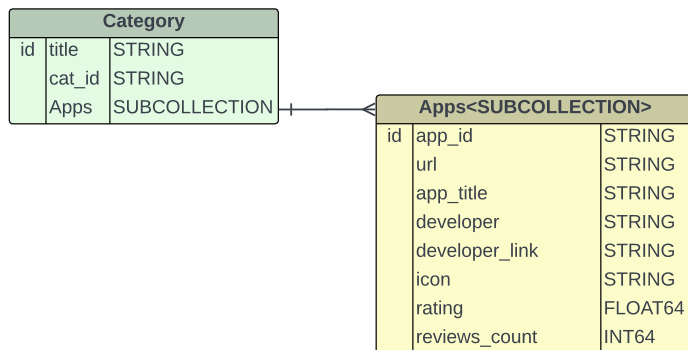 Category
id title STRING
cat_id STRING
Apps SUBCOLLECTION
Apps<SUBCOLLECTION>
id app_id STRING
url STRING
app_title STRING
developer STRING
developer_link STRING
icon STRING
rating FLOAT64
reviews_count INT64